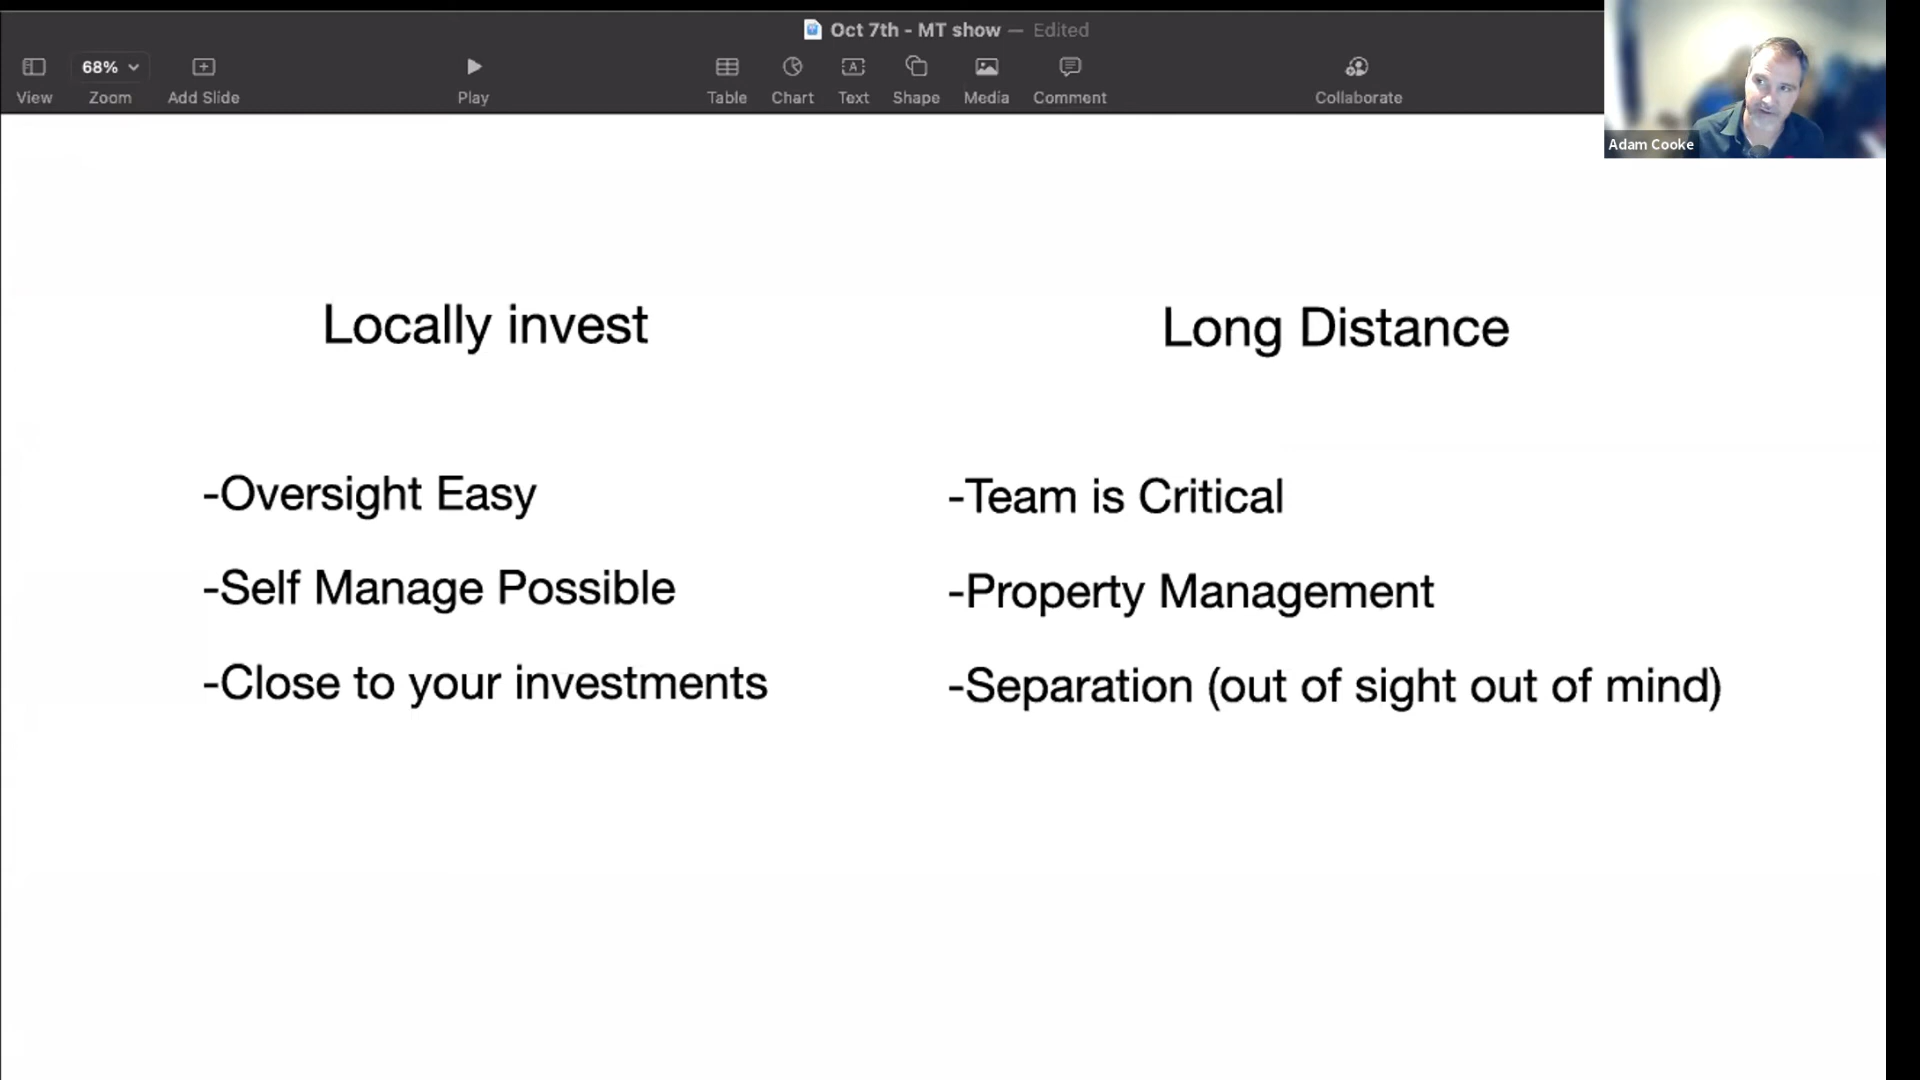 Oct 7th - MT show — Edited
68%
View
Zoom
Add Slide
Play
Table
Chart
Text
Shape
Media
Comment
Collaborate
Adam Cooke
Locally invest
-Oversight Easy
-Self Manage Possible
-Close to your investments
Long Distance
-Team is Critical
-Property Management
-Separation (out of sight out of mind)